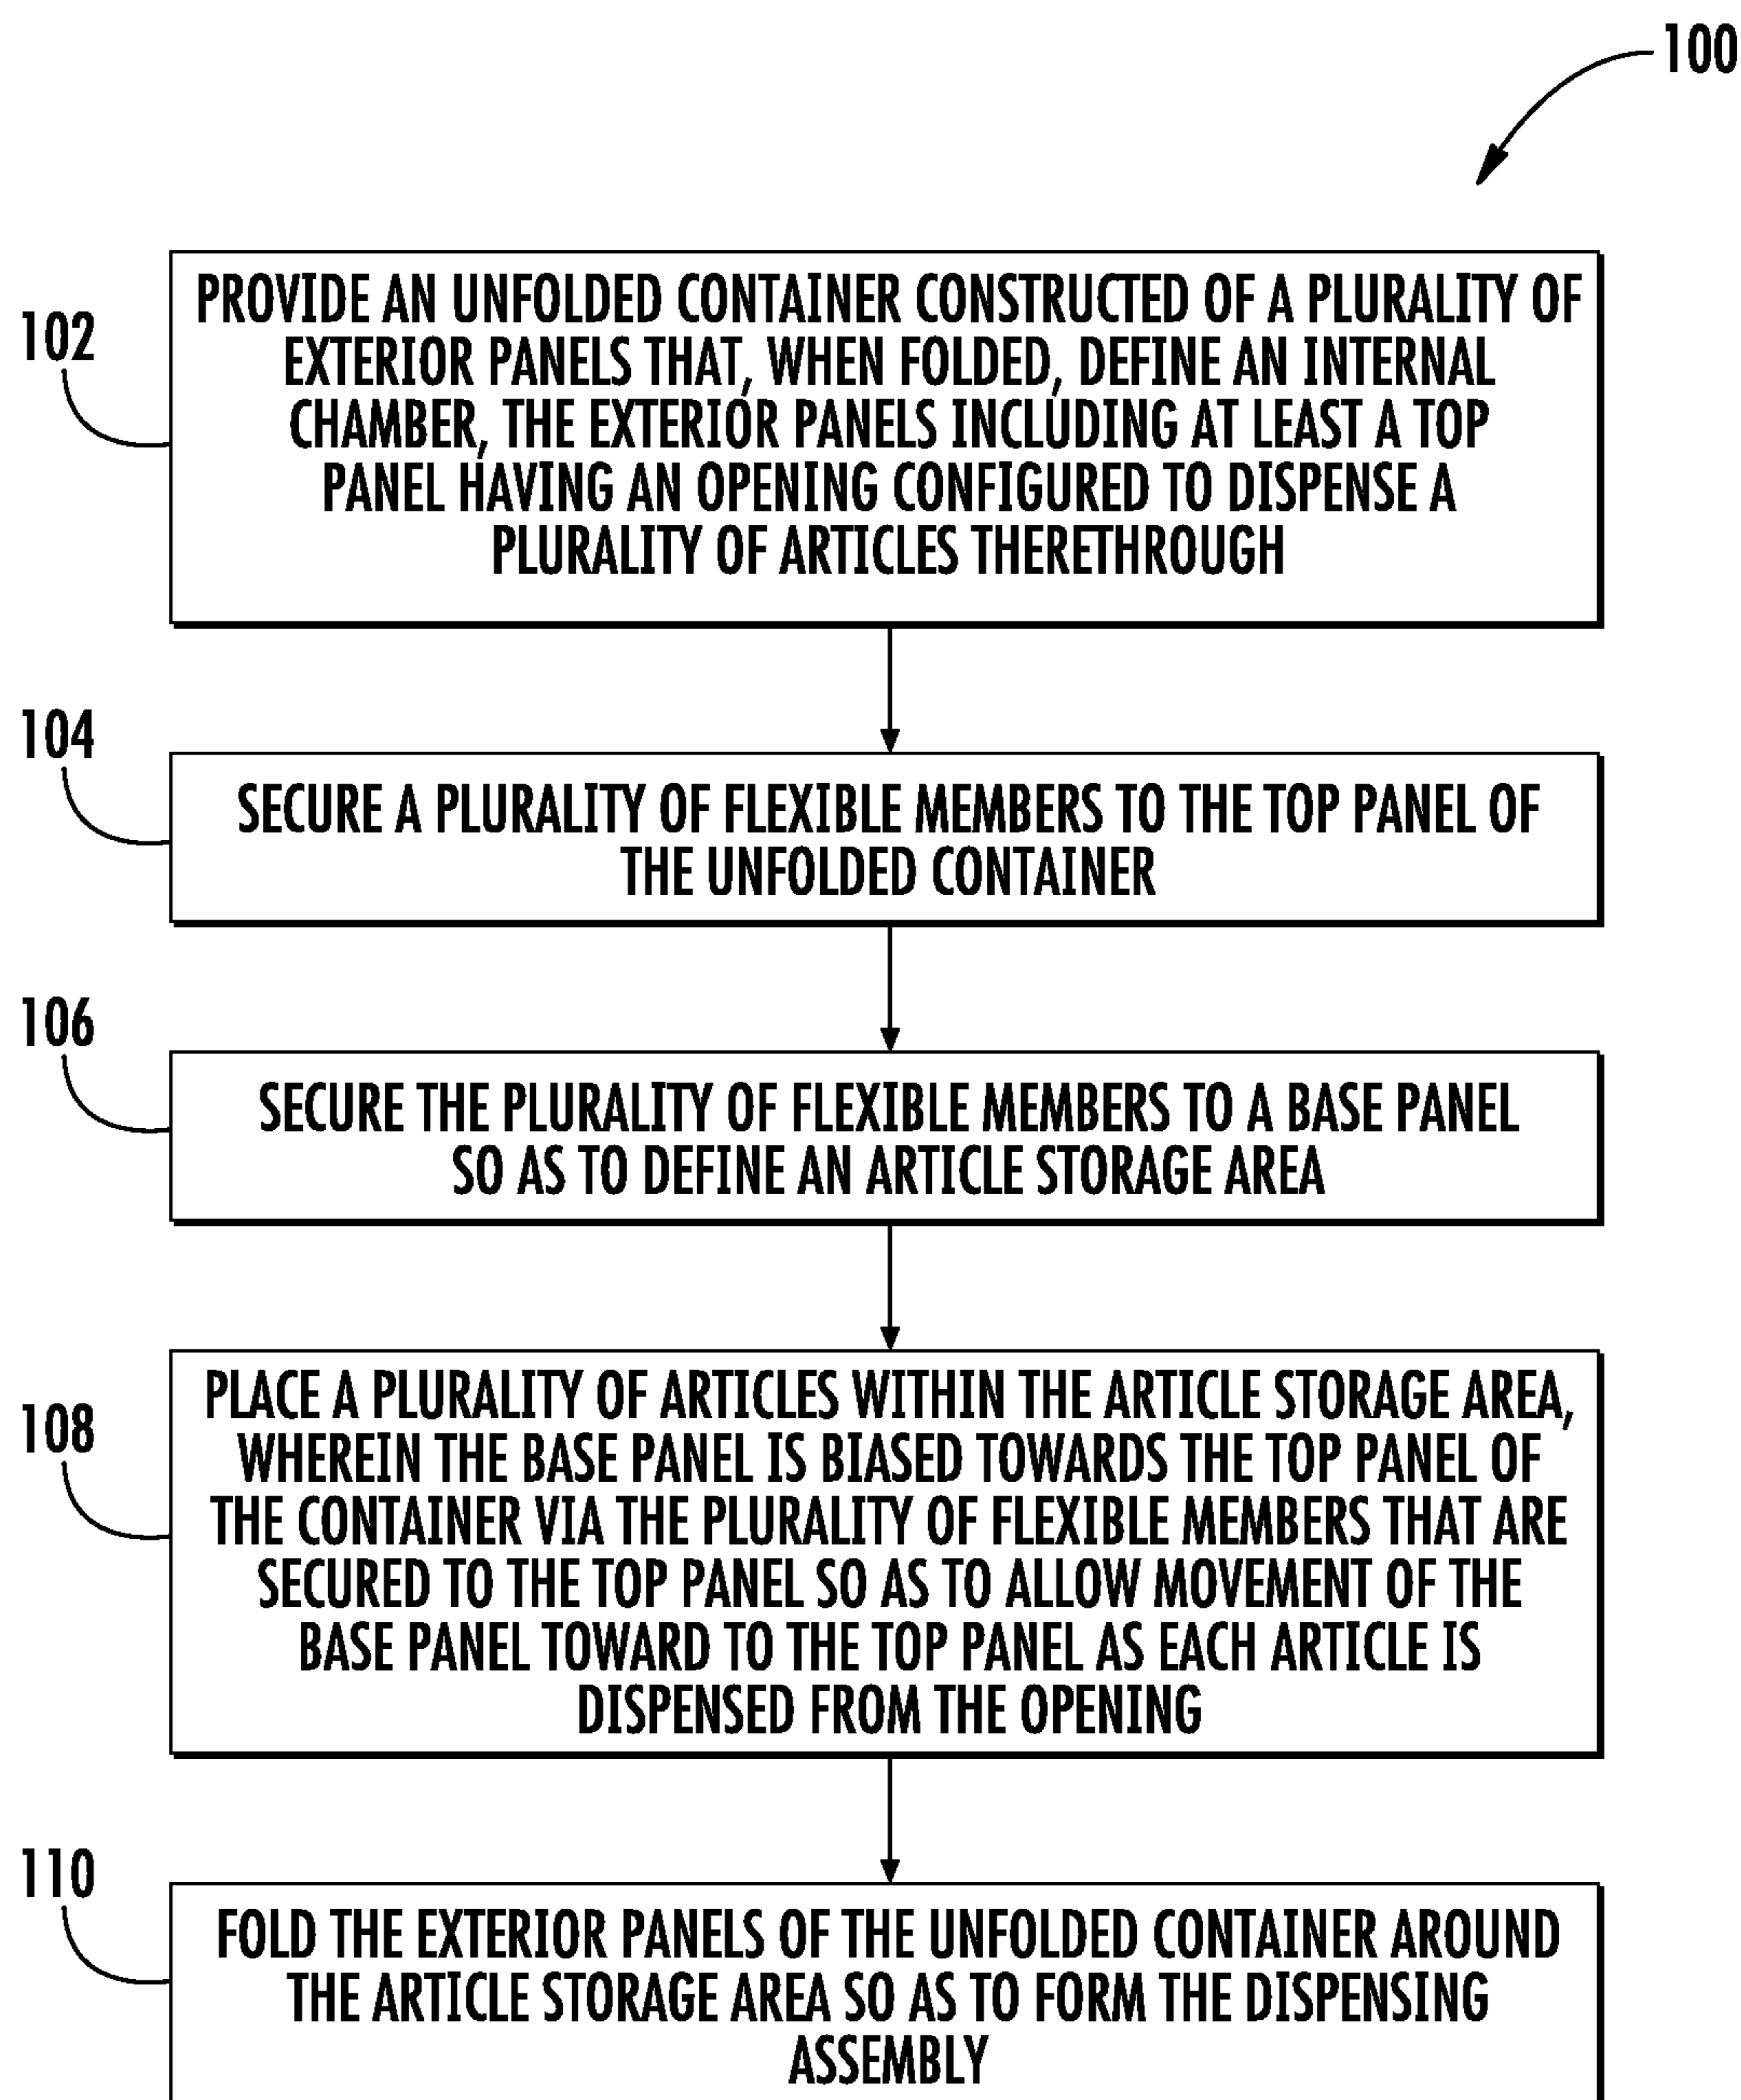 100
102
PROVIDE AN UNFOLDED CONTAINER CONSTRUCTED OF A PLURALITY OF
EXTERIOR PANELS THAT, WHEN FOLDED, DEFINE AN INTERNAL
CHAMBER, THE EXTERIOR PANELS INCLUDING AT LEAST A TOP
PANEL HAVING AN OPENING CONFIGURED TO DISPENSE A
PLURALITY OF ARTICLES THERETHROUGH
104
SECURE A PLURALITY OF FLEXIBLE MEMBERS TO THE TOP PANEL OF
THE UNFOLDED CONTAINER
106
SECURE THE PLURALITY OF FLEXIBLE MEMBERS TO A BASE PANEL
SO AS TO DEFINE AN ARTICLE STORAGE AREA
108
PLACE A PLURALITY OF ARTICLES WITHIN THE ARTICLE STORAGE AREA,
WHEREIN THE BASE PANEL IS BIASED TOWARDS THE TOP PANEL OF
THE CONTAINER VIA THE PLURALITY OF FLEXIBLE MEMBERS THAT ARE
SECURED TO THE TOP PANEL SO AS TO ALLOW MOVEMENT OF THE
BASE PANEL TOWARD TO THE TOP PANEL AS EACH ARTICLE IS
DISPENSED FROM THE OPENING
110
FOLD THE EXTERIOR PANELS OF THE UNFOLDED CONTAINER AROUND
THE ARTICLE STORAGE AREA SO AS TO FORM THE DISPENSING
ASSEMBLY